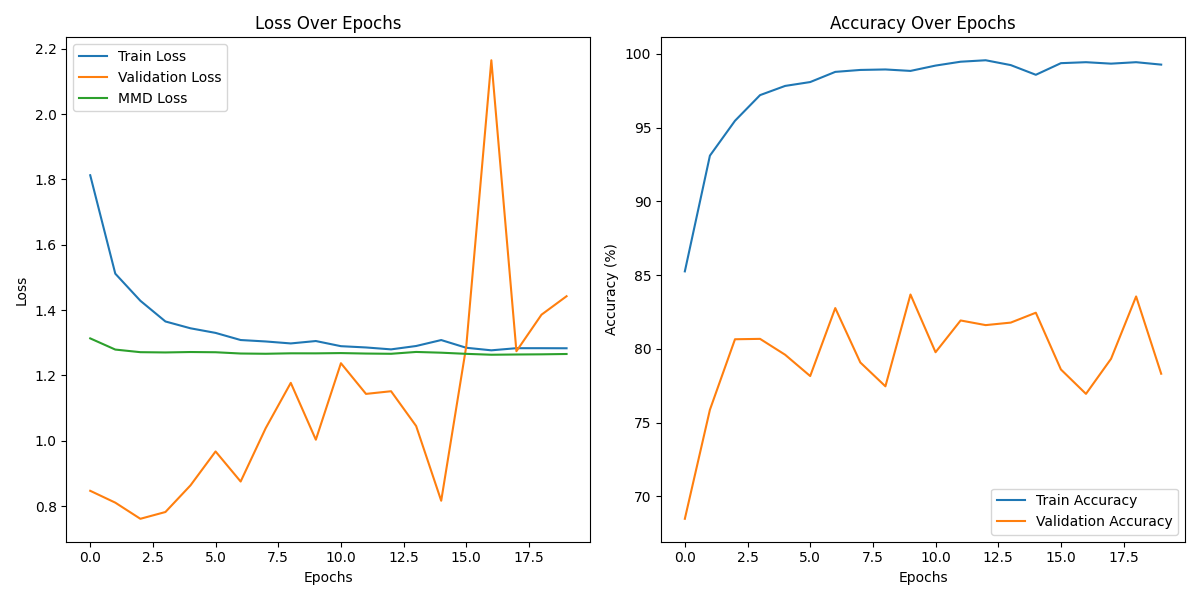 Loss Over Epochs
Train Loss
Validation Loss
MMD Loss
2.2
2.0
1.8
1.6
1.4
1.2
1.0
0.8
Loss
0.0 2.5 5.0 7.5 10.0 12.5 15.0 17.5
Epochs
Accuracy Over Epochs
100
95
90
85
80
75
70
Accuracy (%)
Train Accuracy
Validation Accuracy
0.0 2.5 5.0 7.5 10.0 12.5 15.0 17.5
Epochs